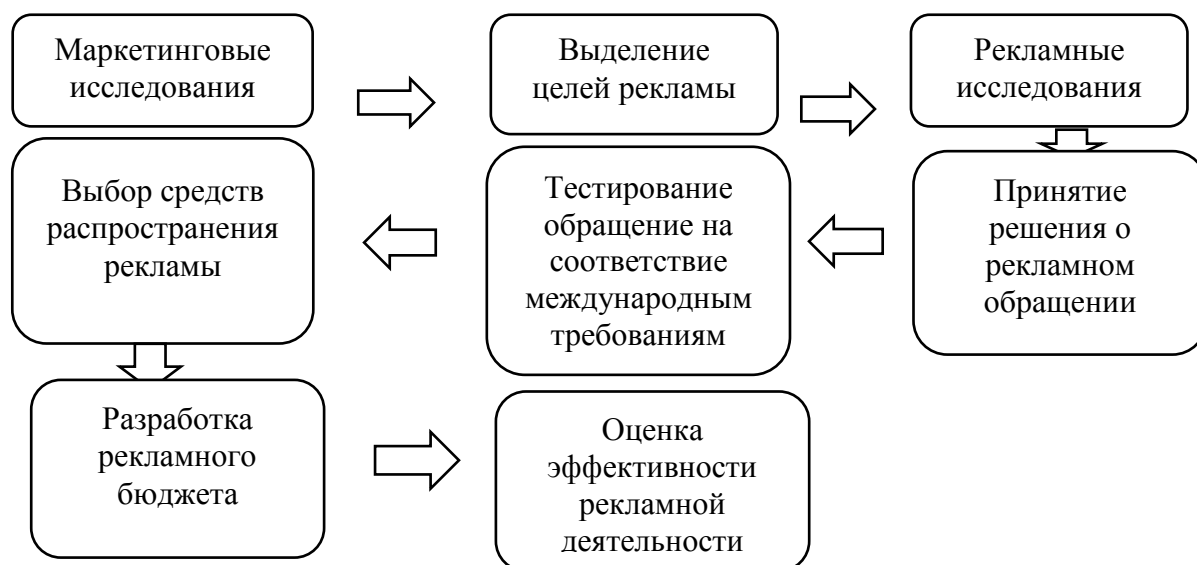 Маркетинговые
исследования
Выделение
целей рекламы
Рекламные
исследования
Выбор средств
распространения
рекламы
Тестирование
обращение на
соответствие
международным
требованиям
Принятие
решения о
рекламном
обращении
Разработка
рекламного
бюджета
Оценка
эффективности
рекламной
деятельности